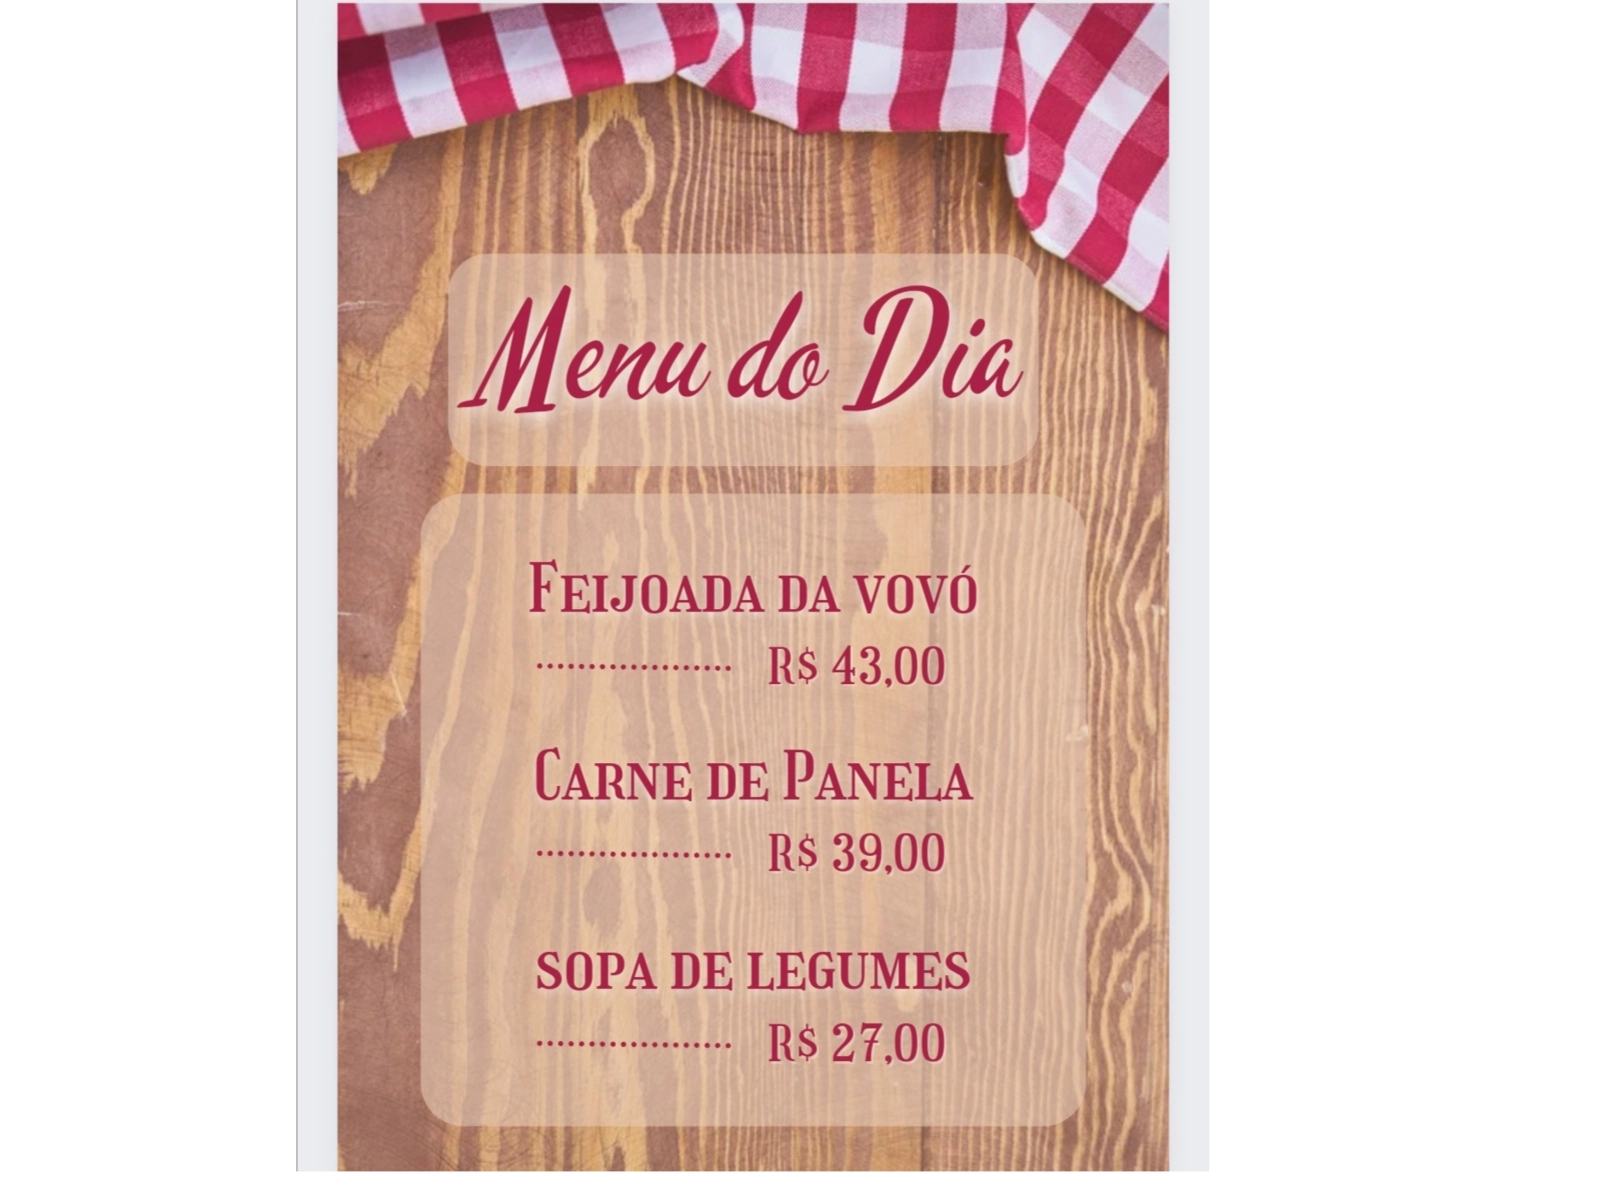 Menu do Dia
Feijoada da vovó
................... R$ 43,00
Carne de Panela
................... R$ 39,00
sopa de legumes
................... R$ 27,00